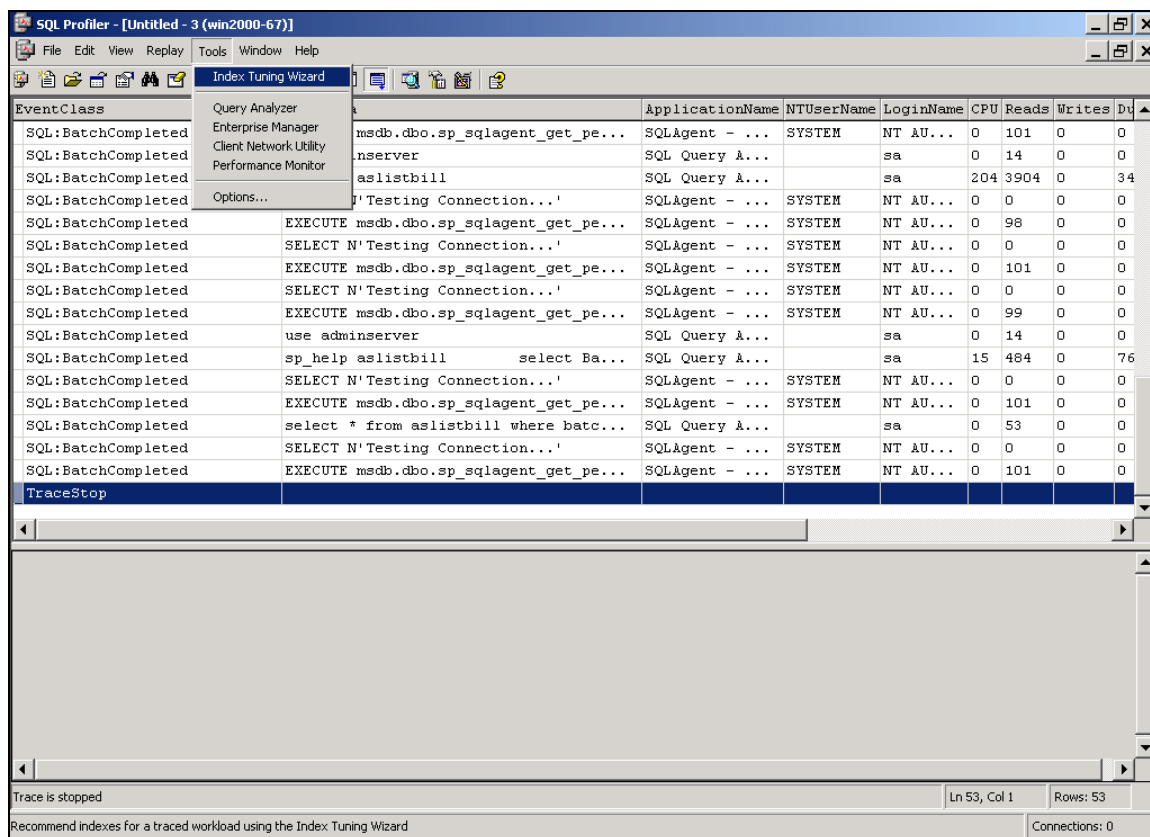 SQL Profiler - [Untitled - 3 (win2000-67)]
File Edit View Replay Tools Window Help
Index Tuning Wizard
Query Analyzer
Enterprise Manager
Client Network Utility
Performance Monitor
Options...
EventClass ApplicationName NTUserName LoginName CPU Reads Writes Du
SQL:BatchCompleted msdb.dbo.sp_sqlagent_get_pe... SQLAgent - ... SYSTEM NT AU... 0 101 0 0
SQL:BatchCompleted SQL Query A... sa 0 14 0 0
SQL:BatchCompleted aslistbill SQL Query A... sa 204 3904 0 34
SQL:BatchCompleted 'Testing Connection...' SQLAgent - ... SYSTEM NT AU... 0 0 0 0
SQL:BatchCompleted EXECUTE msdb.dbo.sp_sqlagent_get_pe... SQLAgent - ... SYSTEM NT AU... 0 98 0 0
SQL:BatchCompleted SELECT N'Testing Connection...' SQLAgent - ... SYSTEM NT AU... 0 0 0 0
SQL:BatchCompleted EXECUTE msdb.dbo.sp_sqlagent_get_pe... SQLAgent - ... SYSTEM NT AU... 0 101 0 0
SQL:BatchCompleted SELECT N'Testing Connection...' SQLAgent - ... SYSTEM NT AU... 0 0 0 0
SQL:BatchCompleted EXECUTE msdb.dbo.sp_sqlagent_get_pe... SQLAgent - ... SYSTEM NT AU... 0 99 0 0
SQL:BatchCompleted use adminserver SQL Query A... sa 0 14 0 0
SQL:BatchCompleted sp_help aslistbill select Ba... SQL Query A... sa 15 484 0 76
SQL:BatchCompleted SELECT N'Testing Connection...' SQLAgent - ... SYSTEM NT AU... 0 0 0 0
SQL:BatchCompleted EXECUTE msdb.dbo.sp_sqlagent_get_pe... SQLAgent - ... SYSTEM NT AU... 0 101 0 0
SQL:BatchCompleted select * from aslistbill where batc... SQL Query A... sa 0 53 0 0
SQL:BatchCompleted SELECT N'Testing Connection...' SQLAgent - ... SYSTEM NT AU... 0 0 0 0
SQL:BatchCompleted EXECUTE msdb.dbo.sp_sqlagent_get_pe... SQLAgent - ... SYSTEM NT AU... 0 101 0 0
TraceStop
Trace is stopped Ln 53, Col 1 Rows: 53
Recommend indexes for a traced workload using the Index Tuning Wizard Connections: 0